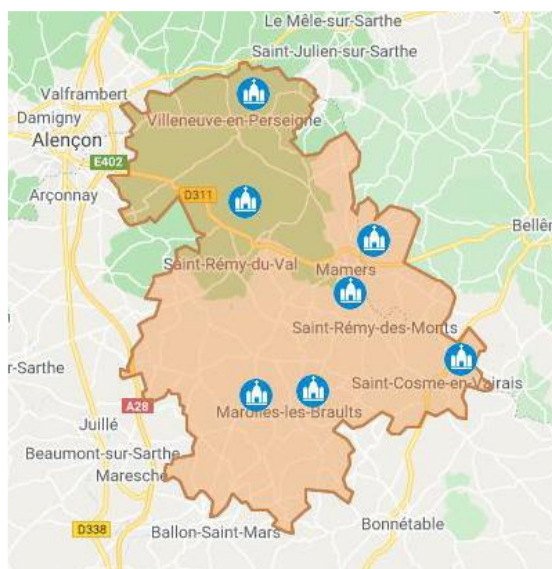 Le Mêle-sur-Sarthe
Saint-Julien-sur-Sarthe
Valframbert
Damigny
Villeneuve-en-Perseigne
Alençon
E402
Arçonnay
D311
Bellêm
Saint-Rémy-du-Val
Mamers
Saint-Rémy-des-Monts
r-Sarthe
Saint-Cosme-en-Vairais
A28
Marolles-les-Braults
Juillé
Beaumont-sur-Sarthe
Maresché
D338
Ballon-Saint-Mars
Bonnétable